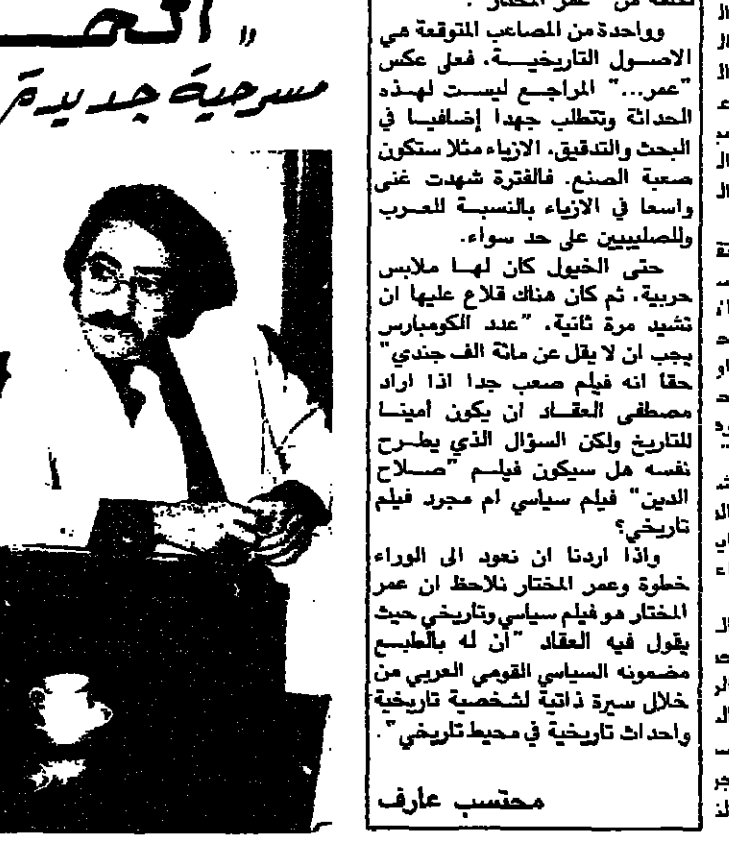 تكلفة من "عمر المختار".
وواحدة من المصاعب المتوقعة هي
الاصول التاريخية. فعلى عكس
"عمر..." المراجع ليست لهذه
الحداثة وتتطلب جهدا إضافيا في
البحث والتدقيق. الازياء مثلا ستكون
صعبة الصنع. فالفترة شهدت غنى
واسعا في الازياء بالنسبة للعرب
وللصليبيين على حد سواء.
حتى الخيول كان لها ملابس
حربية. ثم كان هناك قلاع عليها ان
تشيد مرة ثانية. "عدد الكومبارس
يجب ان لا يقل عن مائة الف جندي"
حقا انه فيلم صعب جدا اذا اراد
مصطفى العقاد ان يكون أمينا
للتاريخ ولكن السؤال الذي يطرح
نفسه هل سيكون فيلم "صلاح
الدين" فيلم سياسي ام مجرد فيلم
تاريخي؟
واذا اردنا ان نعود الى الوراء
خطوة وعمر المختار نلاحظ ان عمر
المختار هو فيلم سياسي وتاريخي حيث
يقول فيه العقاد "ان له بالطبع
مضمونه السياسي القومي العربي من
خلال سيرة ذاتية لشخصية تاريخية
واحداث تاريخية في محيط تاريخي".
محتسب عارف
مسرحية جديدة